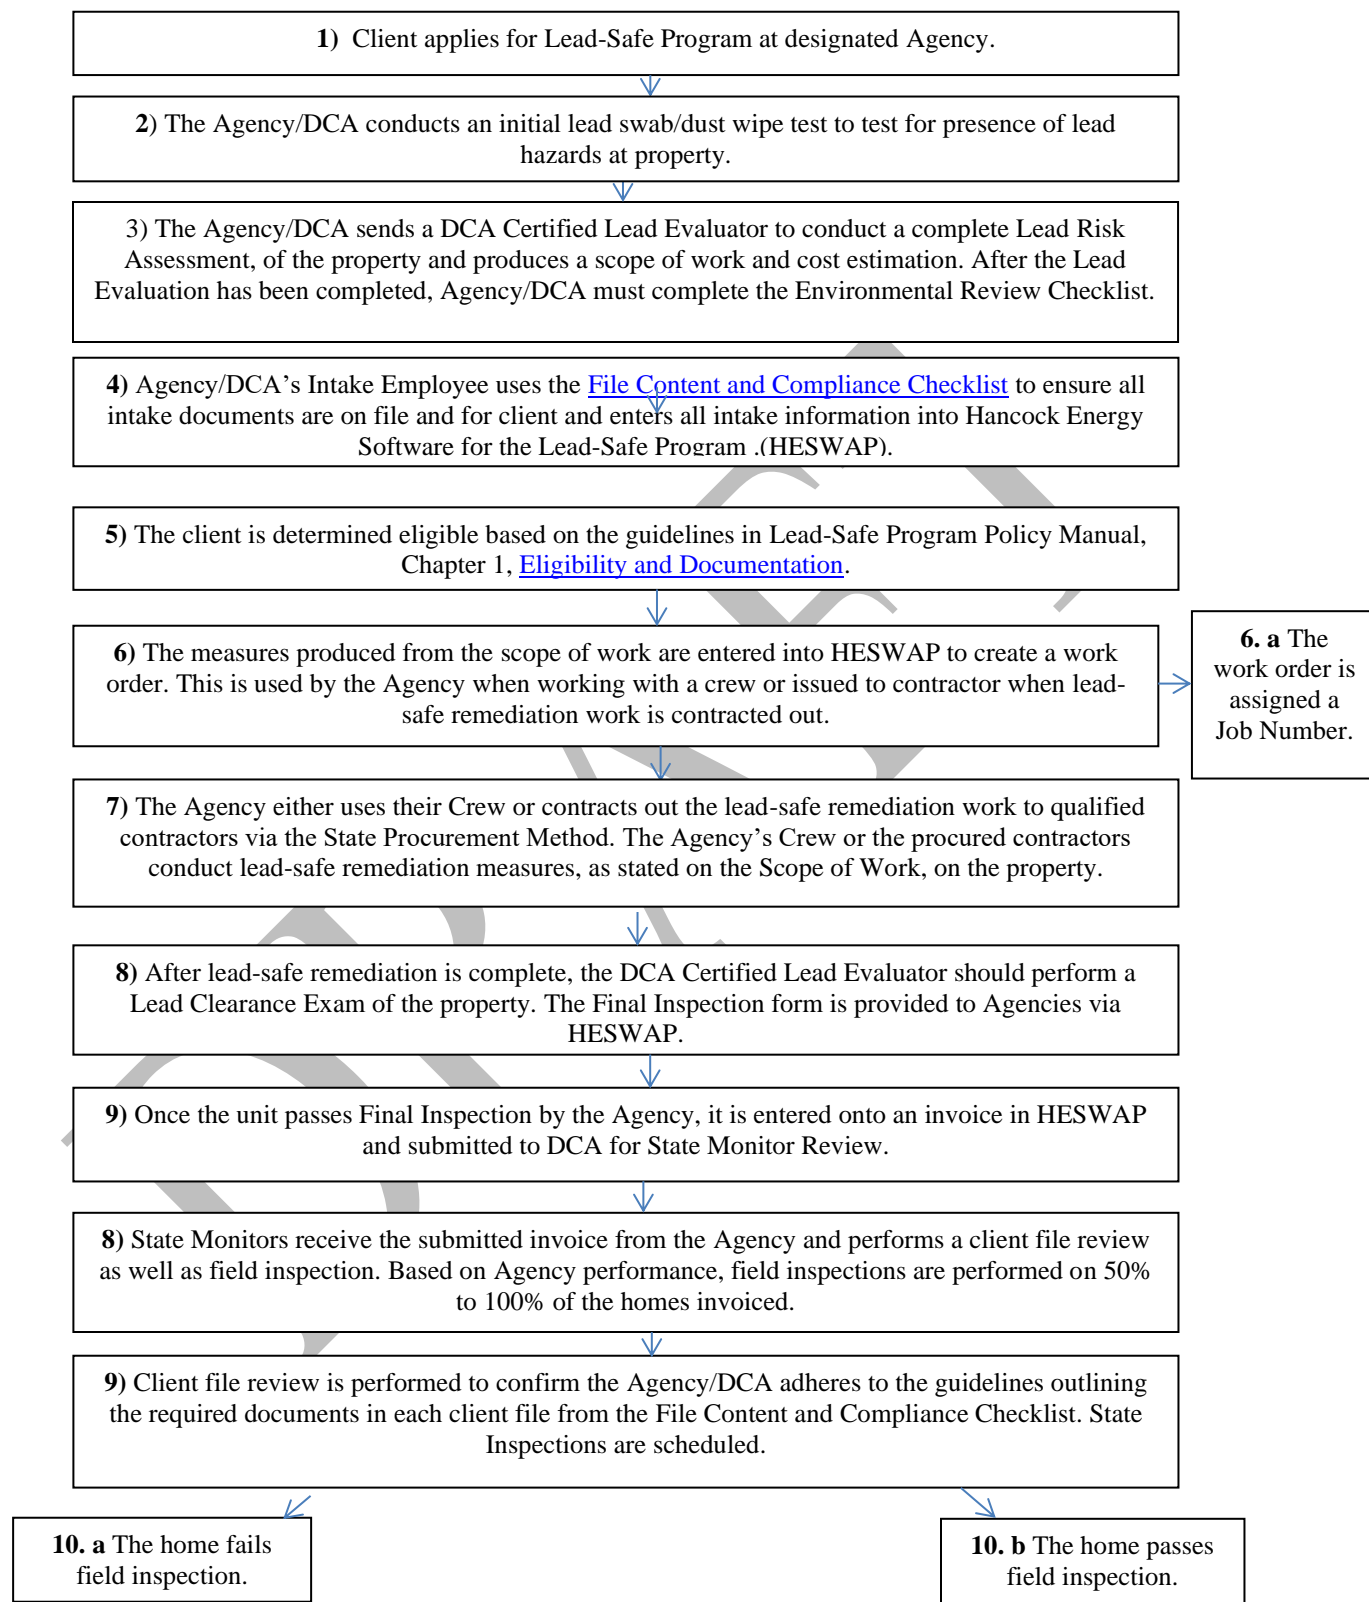 1) Client applies for Lead-Safe Program at designated Agency.
2) The Agency/DCA conducts an initial lead swab/dust wipe test to test for presence of lead
hazards at property.
3) The Agency/DCA sends a DCA Certified Lead Evaluator to conduct a complete Lead Risk
Assessment, of the property and produces a scope of work and cost estimation. After the Lead
Evaluation has been completed, Agency/DCA must complete the Environmental Review Checklist.
4) Agency/DCA’s Intake Employee uses the File Content and Compliance Checklist to ensure all
intake documents are on file and for client and enters all intake information into Hancock Energy
Software for the Lead-Safe Program .(HESWAP).
5) The client is determined eligible based on the guidelines in Lead-Safe Program Policy Manual,
Chapter 1, Eligibility and Documentation.
6) The measures produced from the scope of work are entered into HESWAP to create a work
order. This is used by the Agency when working with a crew or issued to contractor when lead-
safe remediation work is contracted out.
6. a The
work order is
assigned a
Job Number.
7) The Agency either uses their Crew or contracts out the lead-safe remediation work to qualified
contractors via the State Procurement Method. The Agency’s Crew or the procured contractors
conduct lead-safe remediation measures, as stated on the Scope of Work, on the property.
8) After lead-safe remediation is complete, the DCA Certified Lead Evaluator should perform a
Lead Clearance Exam of the property. The Final Inspection form is provided to Agencies via
HESWAP.
9) Once the unit passes Final Inspection by the Agency, it is entered onto an invoice in HESWAP
and submitted to DCA for State Monitor Review.
8) State Monitors receive the submitted invoice from the Agency and performs a client file review
as well as field inspection. Based on Agency performance, field inspections are performed on 50%
to 100% of the homes invoiced.
9) Client file review is performed to confirm the Agency/DCA adheres to the guidelines outlining
the required documents in each client file from the File Content and Compliance Checklist. State
Inspections are scheduled.
10. a The home fails
field inspection.
10. b The home passes
field inspection.
DRAFT